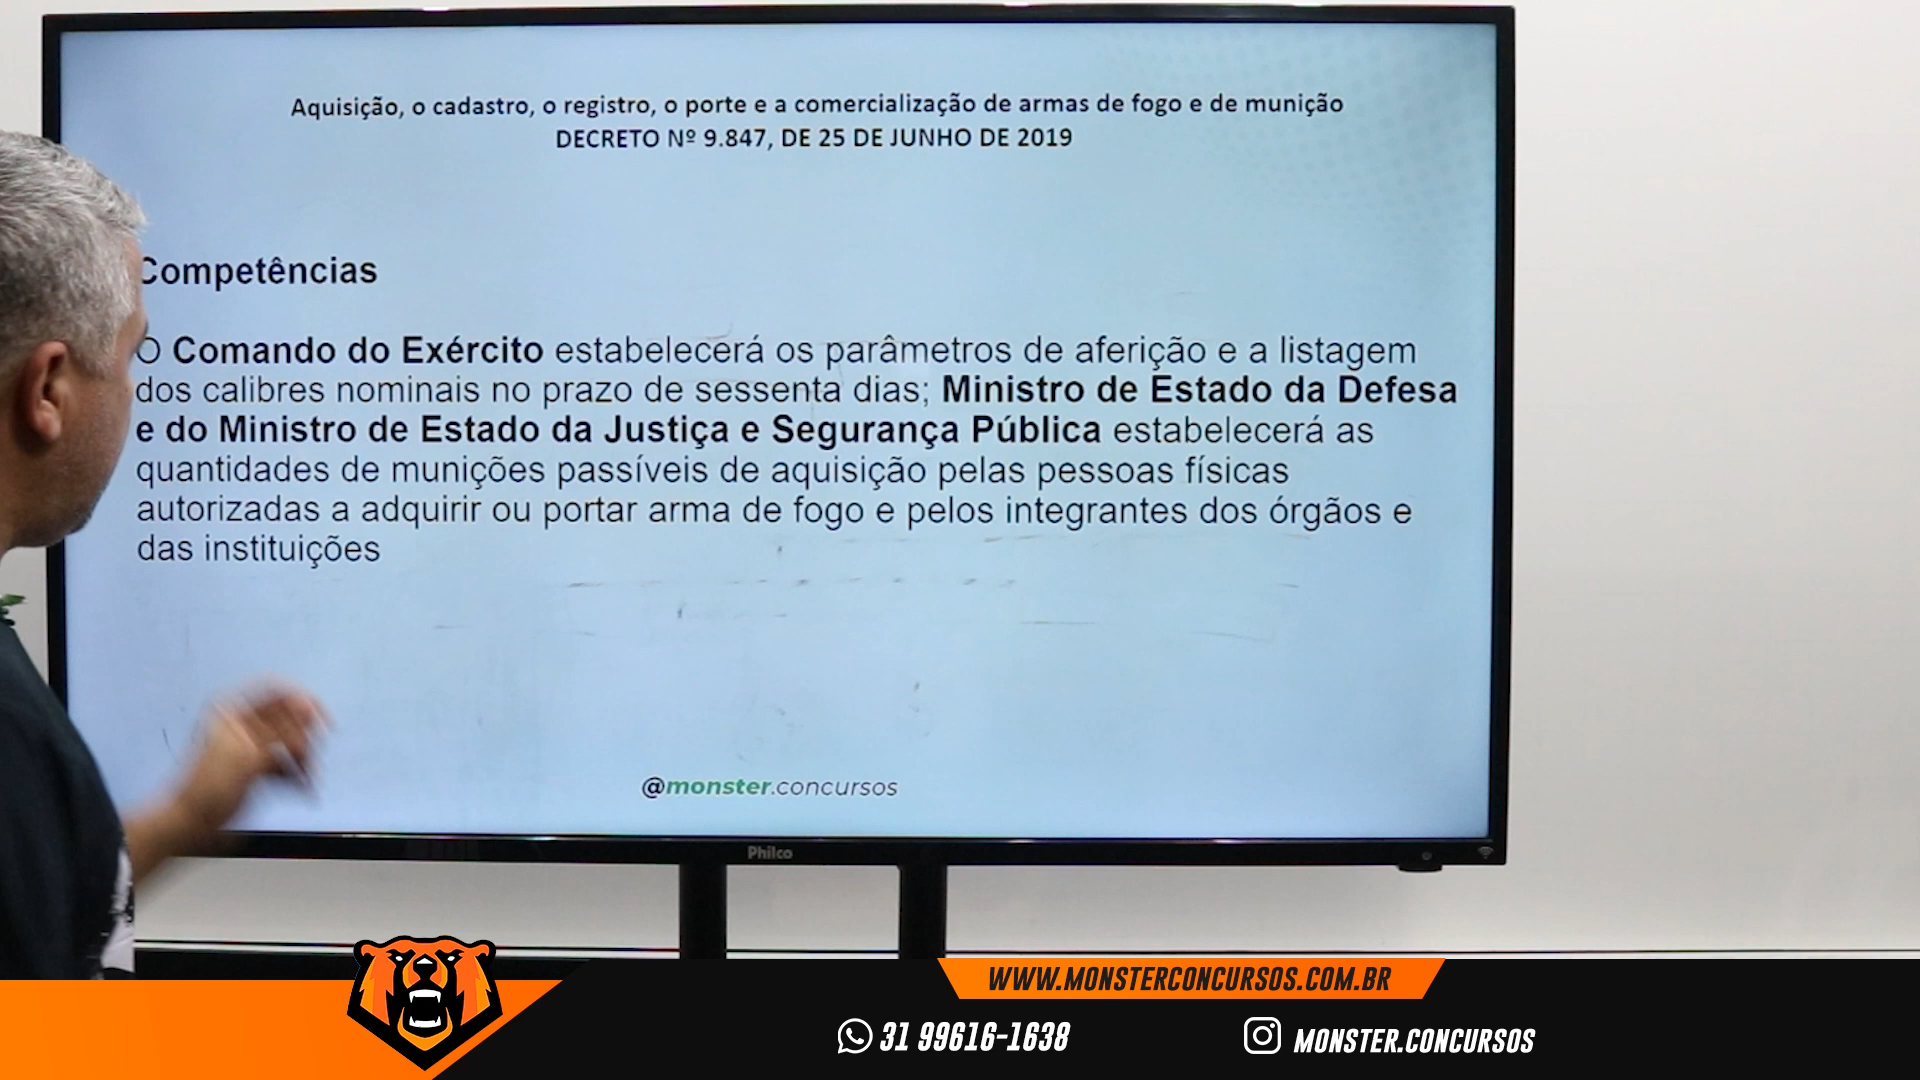 Aquisição, o cadastro, o registro, o porte e a comercialização de armas de fogo e de munição
DECRETO Nº 9.847, DE 25 DE JUNHO DE 2019
Competências
O Comando do Exército estabelecerá os parâmetros de aferição e a listagem
dos calibres nominais no prazo de sessenta dias; Ministro de Estado da Defesa
e do Ministro de Estado da Justiça e Segurança Pública estabelecerá as
quantidades de munições passíveis de aquisição pelas pessoas físicas
autorizadas a adquirir ou portar arma de fogo e pelos integrantes dos órgãos e
das instituições
@monster.concursos
Philco
WWW.MONSTERCONCURSOS.COM.BR
31 99616-1638
MONSTER.CONCURSOS